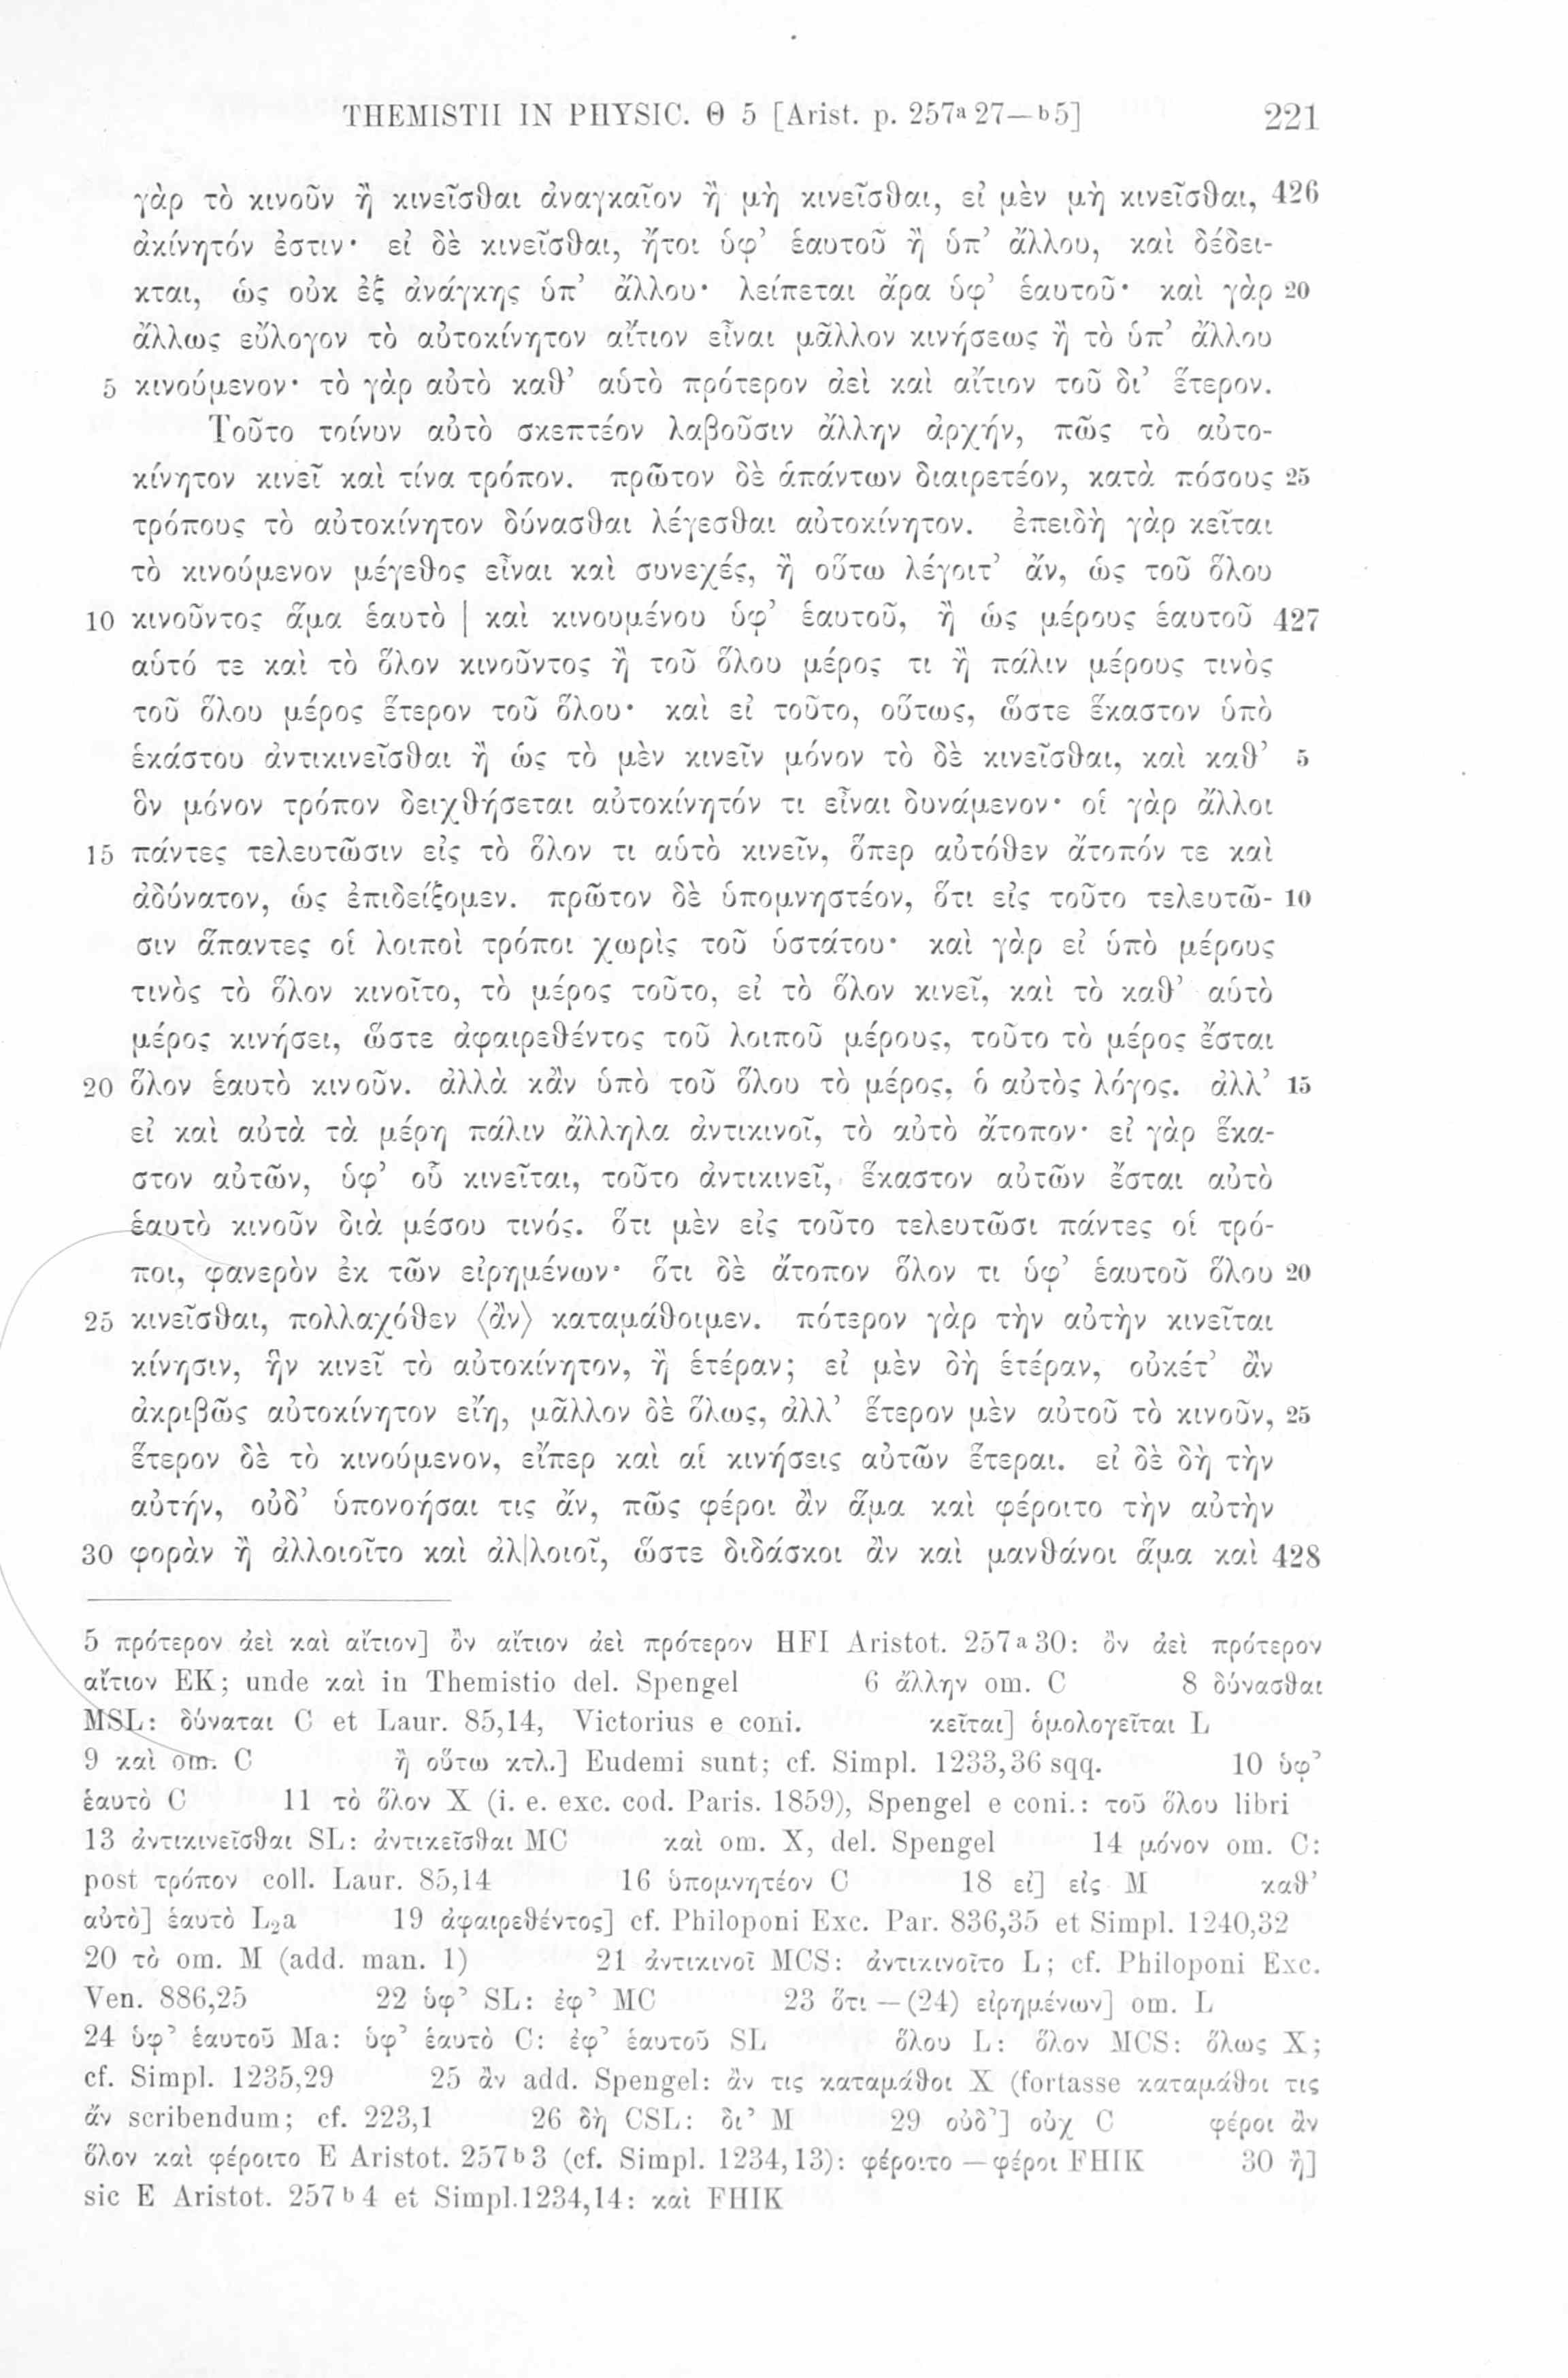 THEMISTII IN PHYSIC. Θ 5 [Arist. p. 257a 27—b 5] 221
γὰρ τὸ κινοῦν ἢ κινεῖσθαι ἀναγκαῖον ἢ μὴ κινεῖσθαι, εἰ μὲν μὴ κινεῖσθαι, 426
ἀκίνητόν ἐστιν· εἰ δὲ κινεῖσθαι, ἤτοι ὑφ’ ἑαυτοῦ ἢ ὑπ’ ἄλλου, καὶ δέδει-
κται, ὡς οὐκ ἐξ ἀνάγκης ὑπ’ ἄλλου· λείπεται ἄρα ὑφ’ ἑαυτοῦ· καὶ γὰρ 20
ἄλλως εὔλογον τὸ αὐτοκίνητον αἴτιον εἶναι μᾶλλον κινήσεως ἢ τὸ ὑπ’ ἄλλου
5 κινούμενον· τὸ γὰρ αὐτὸ καθ’ αὑτὸ πρότερον ἀεὶ καὶ αἴτιον τοῦ δι’ ἕτερον.
Τοῦτο τοίνυν αὐτὸ σκεπτέον λαβοῦσιν ἄλλην ἀρχήν, πῶς τὸ αὐτο-
κίνητον κινεῖ καὶ τίνα τρόπον. πρῶτον δὲ ἁπάντων διαιρετέον, κατὰ πόσους 25
τρόπους τὸ αὐτοκίνητον δύνασθαι λέγεσθαι αὐτοκίνητον. ἐπειδὴ γὰρ κεῖται
τὸ κινούμενον μέγεθος εἶναι καὶ συνεχές, ἢ οὕτω λέγοιτ’ ἄν, ὡς τοῦ ὅλου
10 κινοῦντος ἅμα ἑαυτὸ | καὶ κινουμένου ὑφ’ ἑαυτοῦ, ἢ ὡς μέρους ἑαυτοῦ 427
αὑτό τε καὶ τὸ ὅλον κινοῦντος ἢ τοῦ ὅλου μέρος τι ἢ πάλιν μέρους τινὸς
τοῦ ὅλου μέρος ἕτερον τοῦ ὅλου· καὶ εἰ τοῦτο, οὕτως, ὥστε ἕκαστον ὑπὸ
ἑκάστου ἀντικινεῖσθαι ἢ ὡς τὸ μὲν κινεῖν μόνον τὸ δὲ κινεῖσθαι, καὶ καθ’ 5
ὃν μόνον τρόπον δειχθήσεται αὐτοκίνητόν τι εἶναι δυνάμενον· οἱ γὰρ ἄλλοι
15 πάντες τελευτῶσιν εἰς τὸ ὅλον τι αὑτὸ κινεῖν, ὅπερ αὐτόθεν ἄτοπόν τε καὶ
ἀδύνατον, ὡς ἐπιδείξομεν. πρῶτον δὲ ὑπομνηστέον, ὅτι εἰς τοῦτο τελευτῶ- 10
σιν ἅπαντες οἱ λοιποὶ τρόποι χωρὶς τοῦ ὑστάτου· καὶ γὰρ εἰ ὑπὸ μέρους
τινὸς τὸ ὅλον κινοῖτο, τὸ μέρος τοῦτο, εἰ τὸ ὅλον κινεῖ, καὶ τὸ καθ’ αὑτὸ
μέρος κινήσει, ὥστε ἀφαιρεθέντος τοῦ λοιποῦ μέρους, τοῦτο τὸ μέρος ἔσται
20 ὅλον ἑαυτὸ κινοῦν. ἀλλὰ κἂν ὑπὸ τοῦ ὅλου τὸ μέρος, ὁ αὐτὸς λόγος. ἀλλ’ 15
εἰ καὶ αὐτὰ τὰ μέρη πάλιν ἄλληλα ἀντικινοῖ, τὸ αὐτὸ ἄτοπον· εἰ γὰρ ἕκα-
στον αὐτῶν, ὑφ’ οὗ κινεῖται, τοῦτο ἀντικινεῖ, ἕκαστον αὐτῶν ἔσται αὐτὸ
ἑαυτὸ κινοῦν διὰ μέσου τινός. ὅτι μὲν εἰς τοῦτο τελευτῶσι πάντες οἱ τρό-
ποι, φανερὸν ἐκ τῶν εἰρημένων· ὅτι δὲ ἄτοπον ὅλον τι ὑφ’ ἑαυτοῦ ὅλου 20
25 κινεῖσθαι, πολλαχόθεν ⟨ἂν⟩ καταμάθοιμεν. πότερον γὰρ τὴν αὐτὴν κινεῖται
κίνησιν, ἣν κινεῖ τὸ αὐτοκίνητον, ἢ ἑτέραν; εἰ μὲν δὴ ἑτέραν, οὐκέτ’ ἂν
ἀκριβῶς αὐτοκίνητον εἴη, μᾶλλον δὲ ὅλως, ἀλλ’ ἕτερον μὲν αὐτοῦ τὸ κινοῦν, 25
ἕτερον δὲ τὸ κινούμενον, εἴπερ καὶ αἱ κινήσεις αὐτῶν ἕτεραι. εἰ δὲ δὴ τὴν
αὐτήν, οὐδ’ ὑπονοήσαι τις ἄν, πῶς φέροι ἂν ἅμα καὶ φέροιτο τὴν αὐτὴν
30 φορὰν ἢ ἀλλοιοῖτο καὶ ἀλ|λοιοῖ, ὥστε διδάσκοι ἂν καὶ μανθάνοι ἅμα καὶ 428
5 πρότερον ἀεὶ καὶ αἴτιον] ὂν αἴτιον ἀεὶ πρότερον HFI Aristot. 257a 30: ὂν ἀεὶ πρότερον
αἴτιον EK; unde καὶ in Themistio del. Spengel 6 ἄλλην om. C 8 δύνασθαι
MSL: δύναται C et Laur. 85,14, Victorius e coni. κεῖται] ὁμολογεῖται L
9 καὶ om. C ἢ οὕτω κτλ.] Eudemi sunt; cf. Simpl. 1233,36 sqq. 10 ὑφ’
ἑαυτὸ C 11 τὸ ὅλον X (i. e. exc. cod. Paris. 1859), Spengel e coni.: τοῦ ὅλου libri
13 ἀντικινεῖσθαι SL: ἀντικεῖσθαι MC καὶ om. X, del. Spengel 14 μόνον om. C:
post τρόπον coll. Laur. 85,14 16 ὑπομνητέον C 18 εἰ] εἰς M καθ’
αὑτὸ] ἑαυτὸ L2a 19 ἀφαιρεθέντος] cf. Philoponi Exc. Par. 836,35 et Simpl. 1240,32
20 τὸ om. M (add. man. 1) 21 ἀντικινοῖ MCS: ἀντικινοῖτο L; cf. Philoponi Exc.
Ven. 886,25 22 ὑφ’ SL: ἐφ’ MC 23 ὅτι — (24) εἰρημένων] om. L
24 ὑφ’ ἑαυτοῦ Ma: ὑφ’ ἑαυτὸ C: ἐφ’ ἑαυτοῦ SL ὅλου L: ὅλον MCS: ὅλως X;
cf. Simpl. 1235,29 25 ἂν add. Spengel: ἄν τις καταμάθοι X (fortasse καταμάθοι τις
ἄν scribendum; cf. 223,1 26 δὴ CSL: δι’ M 29 οὐδ’] οὐχ C φέροι ἂν
ὅλον καὶ φέροιτο E Aristot. 257b 3 (cf. Simpl. 1234,13): φέροιτο — φέροι FHIK 30 ἢ]
sic E Aristot. 257b 4 et Simpl. 1234,14: καὶ FHIK